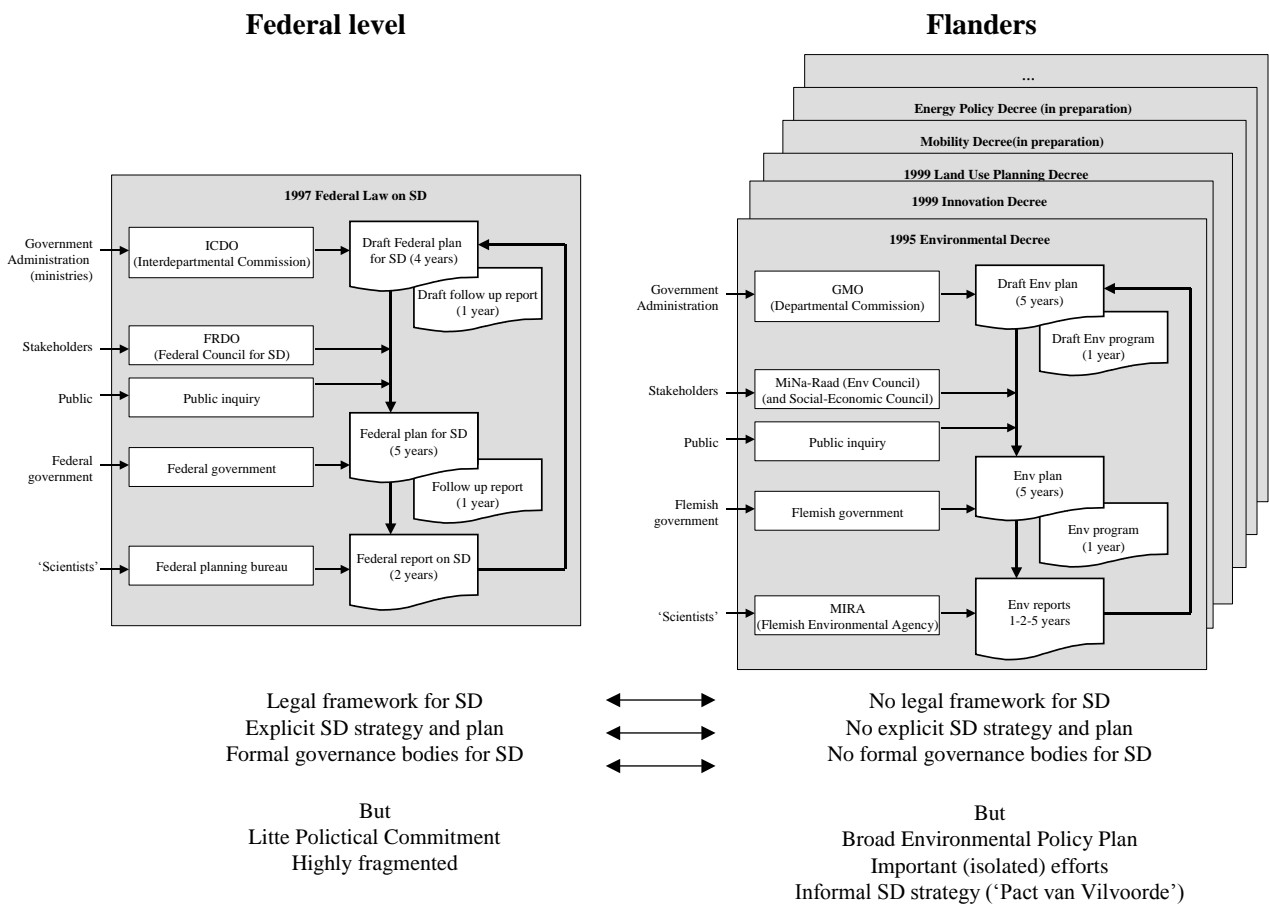 Federal level
1997 Federal Law on SD
Government
Administration
(ministries)
ICDO
(Interdepartmental Commission)
Draft Federal plan
for SD (4 years)
Draft follow up report
(1 year)
Stakeholders
FRDO
(Federal Council for SD)
Public
Public inquiry
Federal plan for SD
(5 years)
Federal
government
Federal government
Follow up report
(1 year)
'Scientists'
Federal planning bureau
Federal report on SD
(2 years)
Legal framework for SD
Explicit SD strategy and plan
Formal governance bodies for SD
But
Litte Polictical Commitment
Highly fragmented
Flanders
…
Energy Policy Decree (in preparation)
Mobility Decree(in preparation)
1999 Land Use Planning Decree
1999 Innovation Decree
1995 Environmental Decree
Government
Administration
GMO
(Departmental Commission)
Draft Env plan
(5 years)
Draft Env program
(1 year)
Stakeholders
MiNa-Raad (Env Council)
(and Social-Economic Council)
Public
Public inquiry
Env plan
(5 years)
Flemish
government
Flemish government
Env program
(1 year)
'Scientists'
MIRA
(Flemish Environmental Agency)
Env reports
1-2-5 years
No legal framework for SD
No explicit SD strategy and plan
No formal governance bodies for SD
But
Broad Environmental Policy Plan
Important (isolated) efforts
Informal SD strategy ('Pact van Vilvoorde')